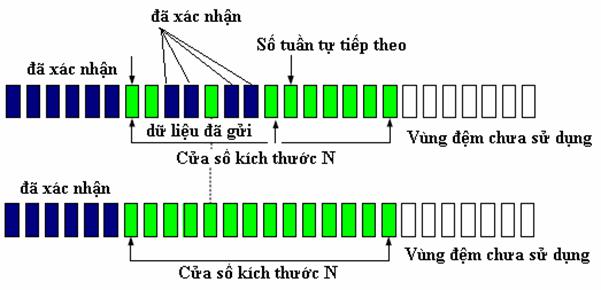 đã xác nhận
Số tuần tự tiếp theo
đã xác nhận
dữ liệu đã gửi
Vùng đệm chưa sử dụng
Cửa sổ kích thước N
đã xác nhận
Vùng đệm chưa sử dụng
Cửa sổ kích thước N